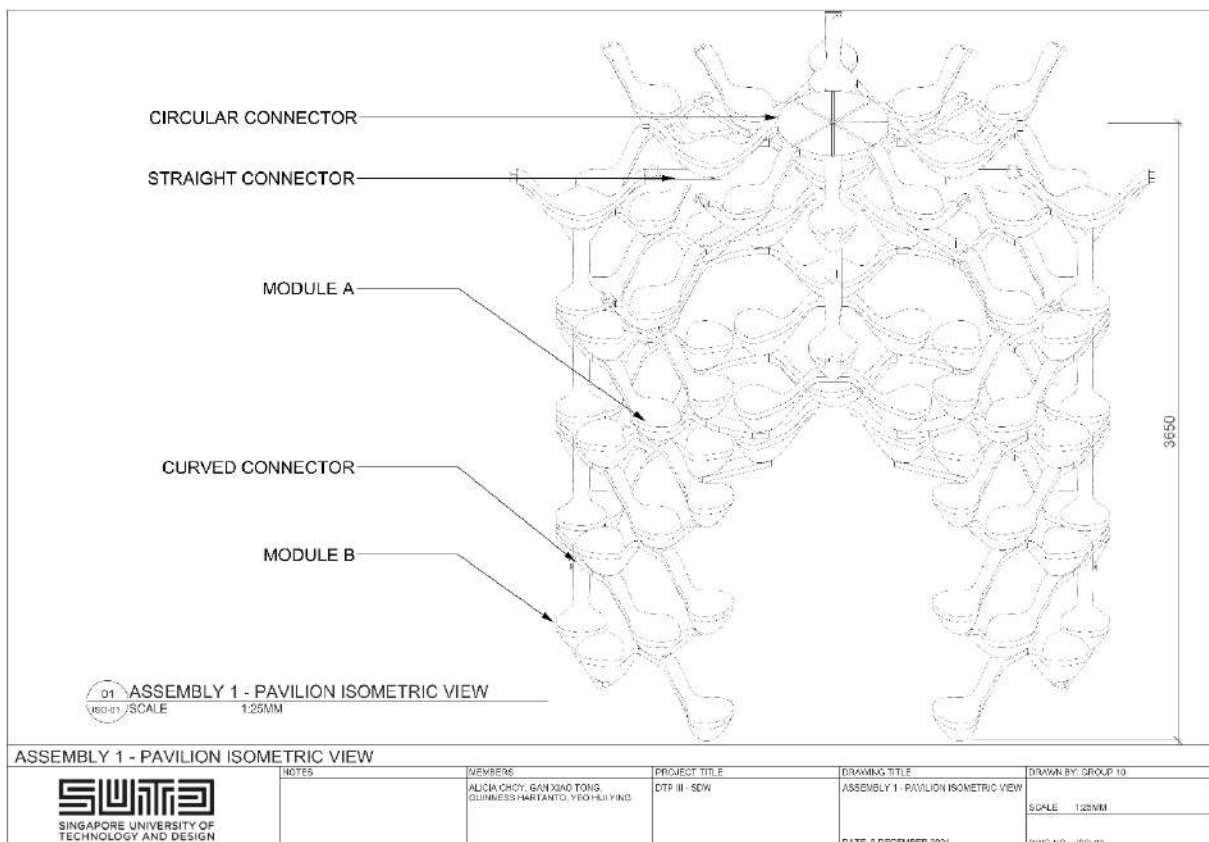 CIRCULAR CONNECTOR
STRAIGHT CONNECTOR
MODULE A
CURVED CONNECTOR
MODULE B
3650
01 ASSEMBLY 1 - PAVILION ISOMETRIC VIEW
ISO-01 SCALE 1:25MM
ASSEMBLY 1 - PAVILION ISOMETRIC VIEW
SUTD
SINGAPORE UNIVERSITY OF
TECHNOLOGY AND DESIGN
NOTES
MEMBERS
ALICIA CHOY, GAN XIAO TONG,
GUINNESS HARTANTO, YEO HUI YING
PROJECT TITLE
DTP III - SDW
DRAWING TITLE
ASSEMBLY 1 - PAVILION ISOMETRIC VIEW
DRAWN BY: GROUP 10
SCALE 1:25MM